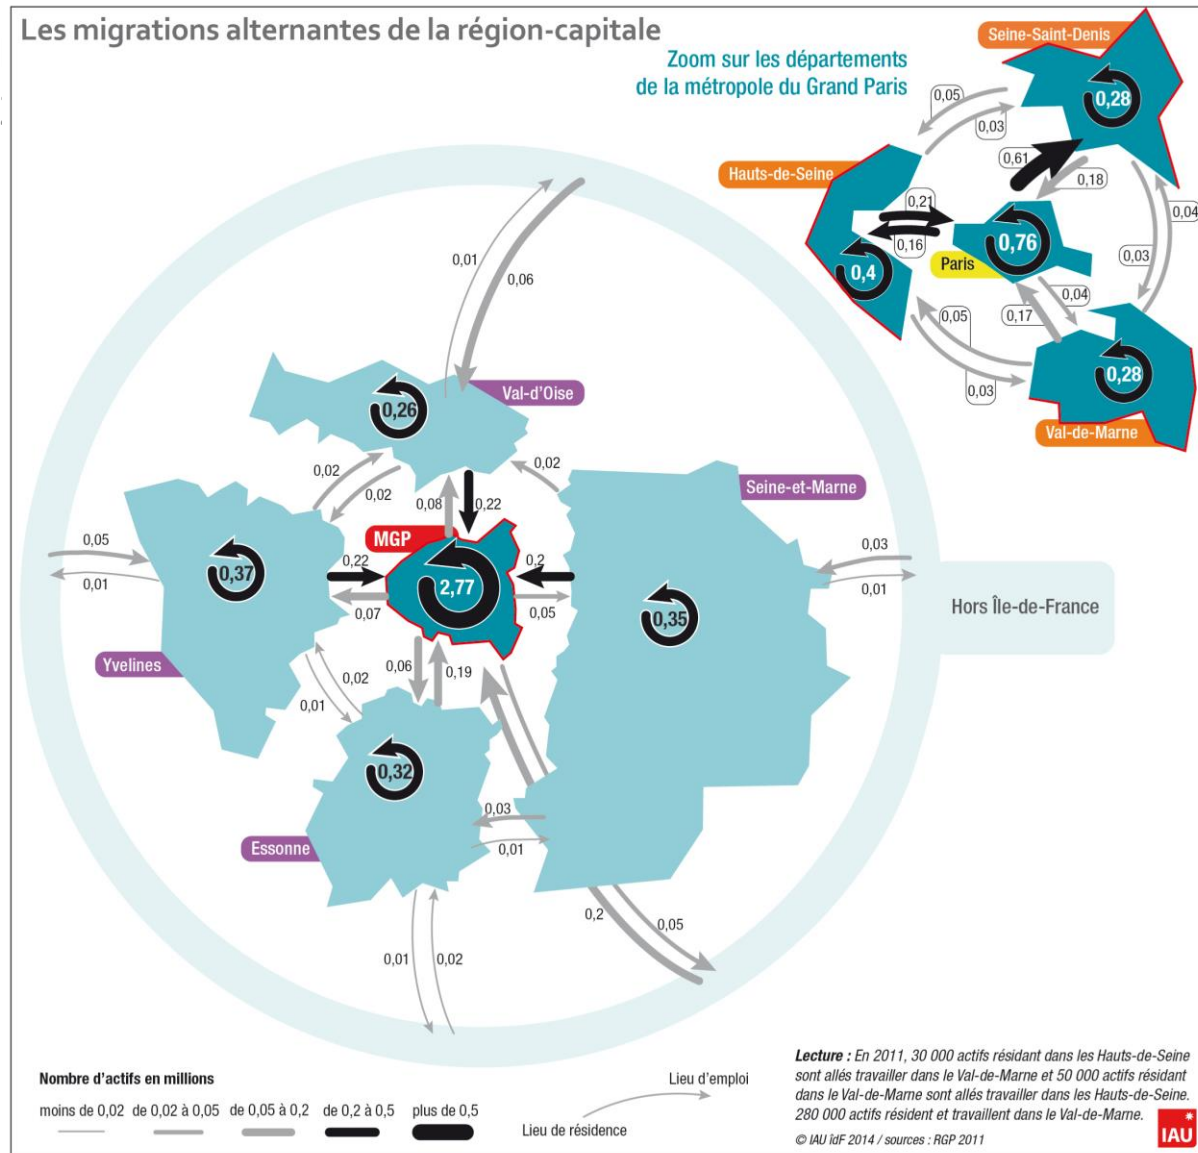 Les migrations alternantes de la région-capitale
Zoom sur les départements
de la métropole du Grand Paris
Seine-Saint-Denis
0,28
0,05
0,03
0,61
0,18
Hauts-de-Seine
0,21
0,16
0,4
0,76
Paris
0,04
0,03
0,04
0,17
0,05
0,03
0,28
Val-de-Marne
0,01
0,06
Val-d'Oise
0,26
0,02
0,02
0,02
0,08
0,22
Seine-et-Marne
MGP
2,77
0,05
0,01
0,37
0,22
0,07
0,2
0,05
0,35
0,03
0,01
Hors Île-de-France
Yvelines
0,06
0,19
0,02
0,01
0,32
0,03
0,01
Essonne
0,2
0,05
0,01
0,02
Nombre d'actifs en millions
moins de 0,02
de 0,02 à 0,05
de 0,05 à 0,2
de 0,2 à 0,5
plus de 0,5
Lieu d'emploi
Lieu de résidence
Lecture : En 2011, 30 000 actifs résidant dans les Hauts-de-Seine
sont allés travailler dans le Val-de-Marne et 50 000 actifs résidant
dans le Val-de-Marne sont allés travailler dans les Hauts-de-Seine.
280 000 actifs résident et travaillent dans le Val-de-Marne.
© IAU îdF 2014 / sources : RGP 2011
IAU